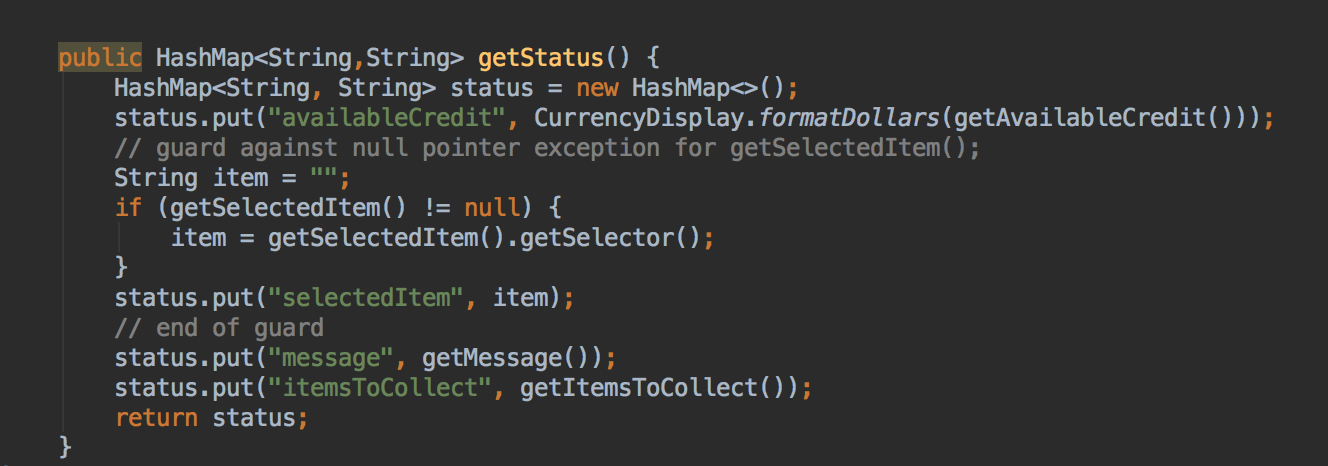 public HashMap<String,String> getStatus() {
HashMap<String, String> status = new HashMap<>();
status.put("availableCredit", CurrencyDisplay.formatDollars(getAvailableCredit()));
// guard against null pointer exception for getSelectedItem();
String item = "";
if (getSelectedItem() != null) {
item = getSelectedItem().getSelector();
}
status.put("selectedItem", item);
// end of guard
status.put("message", getMessage());
status.put("itemsToCollect", getItemsToCollect());
return status;
}